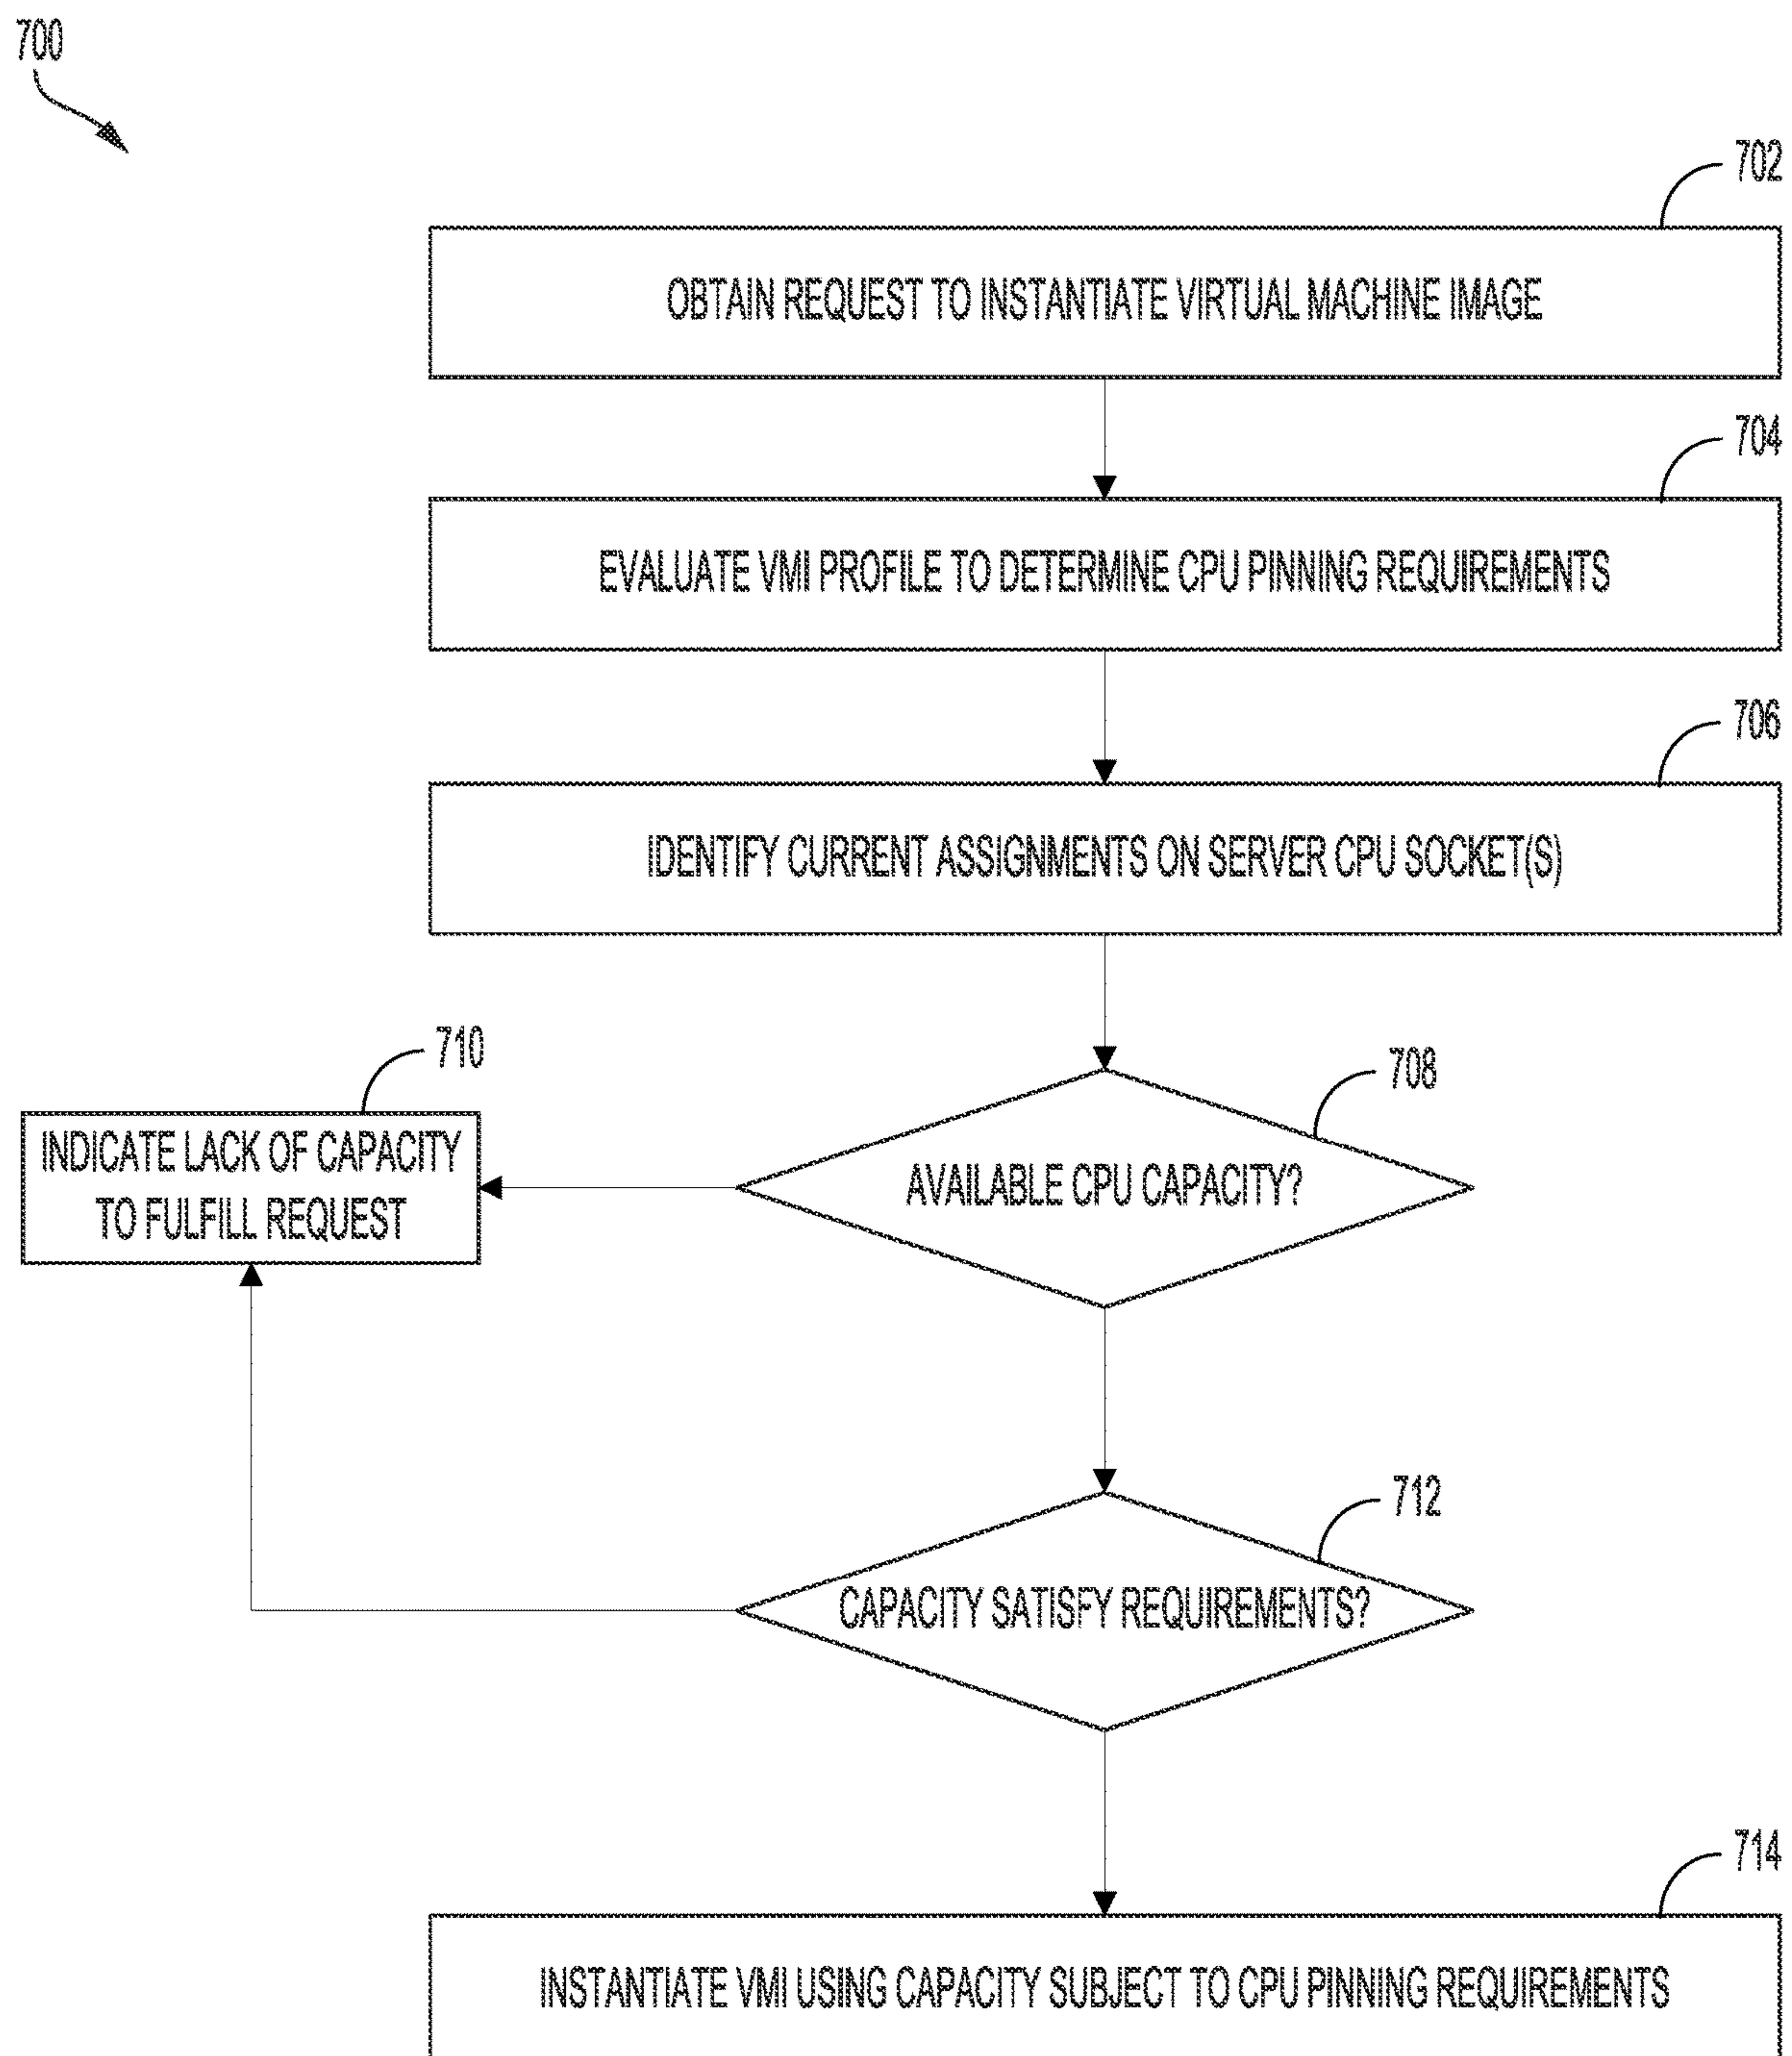 700
702
OBTAIN REQUEST TO INSTANTIATE VIRTUAL MACHINE IMAGE
704
EVALUATE VMI PROFILE TO DETERMINE CPU PINNING REQUIREMENTS
706
IDENTIFY CURRENT ASSIGNMENTS ON SERVER CPU SOCKET(S)
710
INDICATE LACK OF CAPACITY
TO FULFILL REQUEST
708
AVAILABLE CPU CAPACITY?
712
CAPACITY SATISFY REQUIREMENTS?
714
INSTANTIATE VMI USING CAPACITY SUBJECT TO CPU PINNING REQUIREMENTS